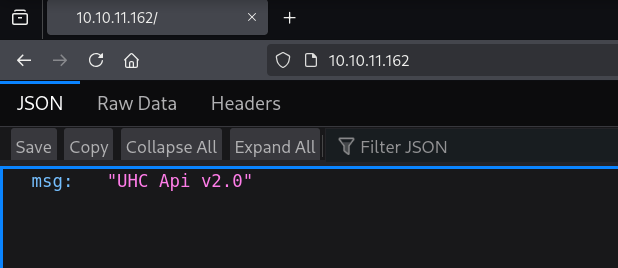 10.10.11.162/
10.10.11.162
JSON Raw Data Headers
Save Copy Collapse All Expand All Filter JSON
msg: "UHC Api v2.0"